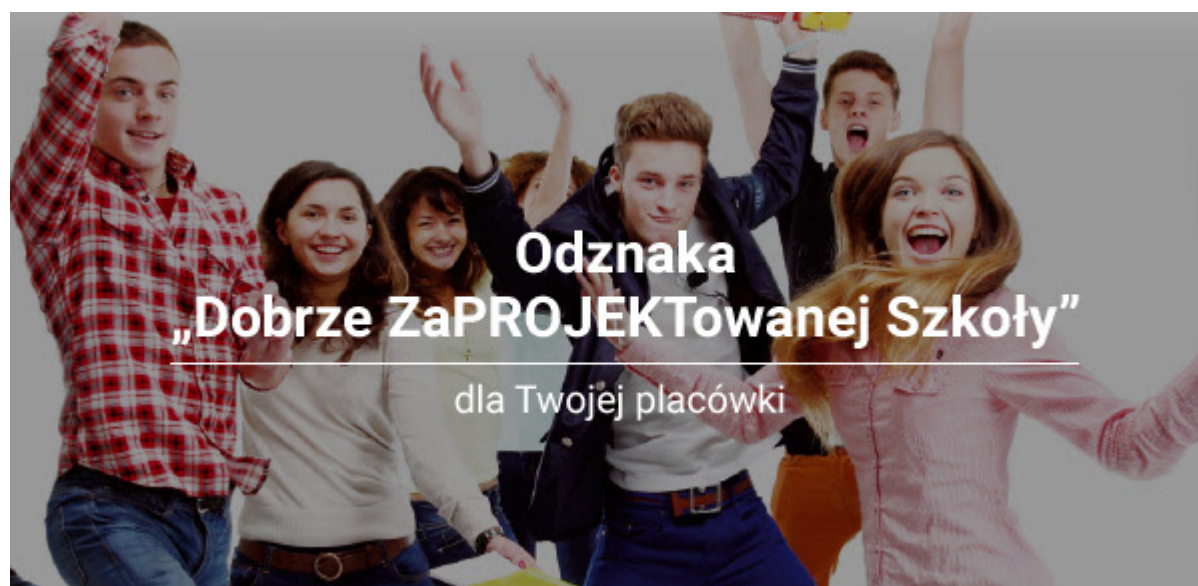 Odznaka
„Dobrze ZaPROJEKTowanej Szkoły”
dla Twojej placówki